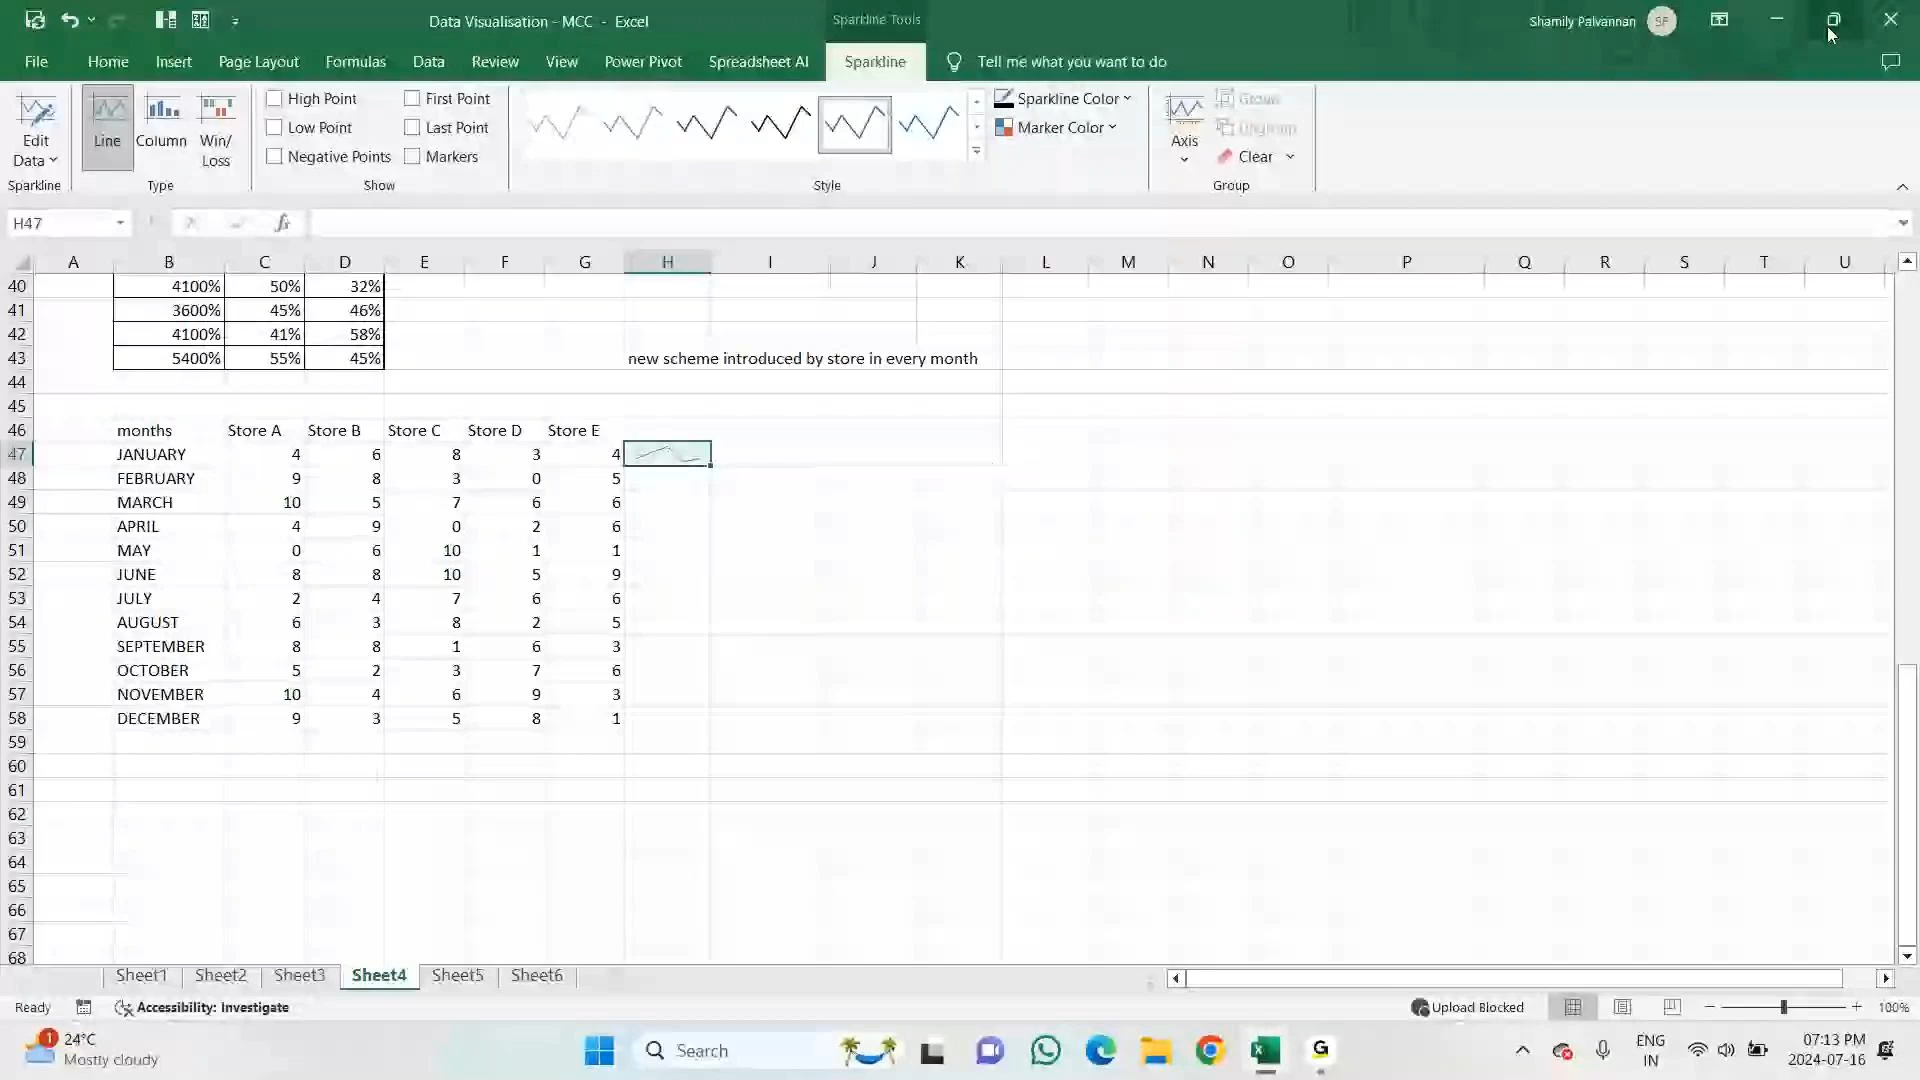 Data Visualisation - MCC - Excel
Sparkline Tools
Shamily Palvannan
SF
File Home Insert Page Layout Formulas Data Review View Power Pivot Spreadsheet AI Sparkline Tell me what you want to do
Edit Data
Line
Column
Win/ Loss
High Point
First Point
Low Point
Last Point
Negative Points
Markers
Sparkline Color
Marker Color
Axis
Group
Ungroup
Clear
Sparkline
Type
Show
Style
Group
H47
fx
A B C D E F G H I J K L M N O P Q R S T U
40 4100% 50% 32%
41 3600% 45% 46%
42 4100% 41% 58%
43 5400% 55% 45% new scheme introduced by store in every month
44
45
46 months Store A Store B Store C Store D Store E
47 JANUARY 4 6 8 3 4
48 FEBRUARY 9 8 3 0 5
49 MARCH 10 5 7 6 6
50 APRIL 4 9 0 2 6
51 MAY 0 6 10 1 1
52 JUNE 8 8 10 5 9
53 JULY 2 4 7 6 6
54 AUGUST 6 3 8 2 5
55 SEPTEMBER 8 8 1 6 3
56 OCTOBER 5 2 3 7 6
57 NOVEMBER 10 4 6 9 3
58 DECEMBER 9 3 5 8 1
59
60
61
62
63
64
65
66
67
68
Sheet1 Sheet2 Sheet3 Sheet4 Sheet5 Sheet6
Ready Accessibility: Investigate Upload Blocked 100%
1
24°C
Mostly cloudy
Search
G
ENG
IN
07:13 PM
2024-07-16